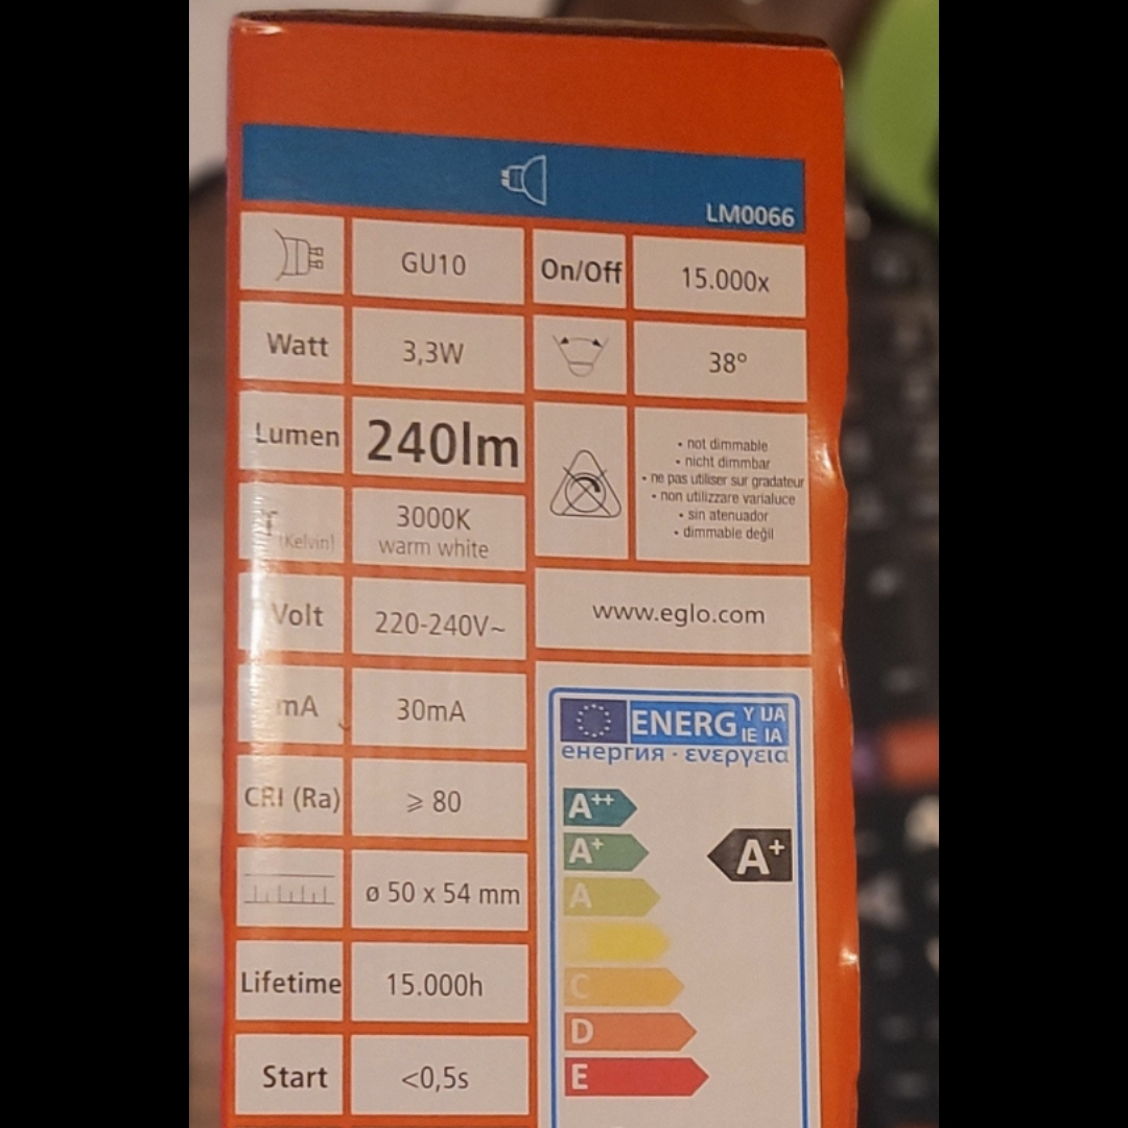 LM0066
GU10
On/Off
15.000x
Watt
3,3W
38°
Lumen
240lm
• not dimmable
• nicht dimmbar
• ne pas utiliser sur gradateur
• non utilizzare varialuce
• sin atenuador
• dimmable değil
T (Kelvin)
3000K
warm white
Volt
220-240V~
www.eglo.com
mA
30mA
CRI (Ra)
⩾ 80
ø 50 x 54 mm
Lifetime
15.000h
Start
<0,5s
ENERG Y IJA
IE IA
енергия · ενεργεια
A++
A+
A+
A
C
D
E